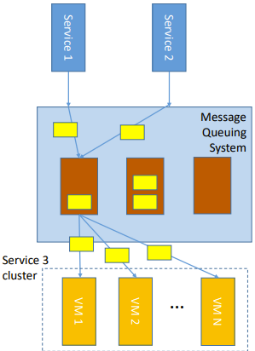 Service 1
Service 2
Message
Queuing
System
Service 3
cluster
VM 1
VM 2
...
VM N